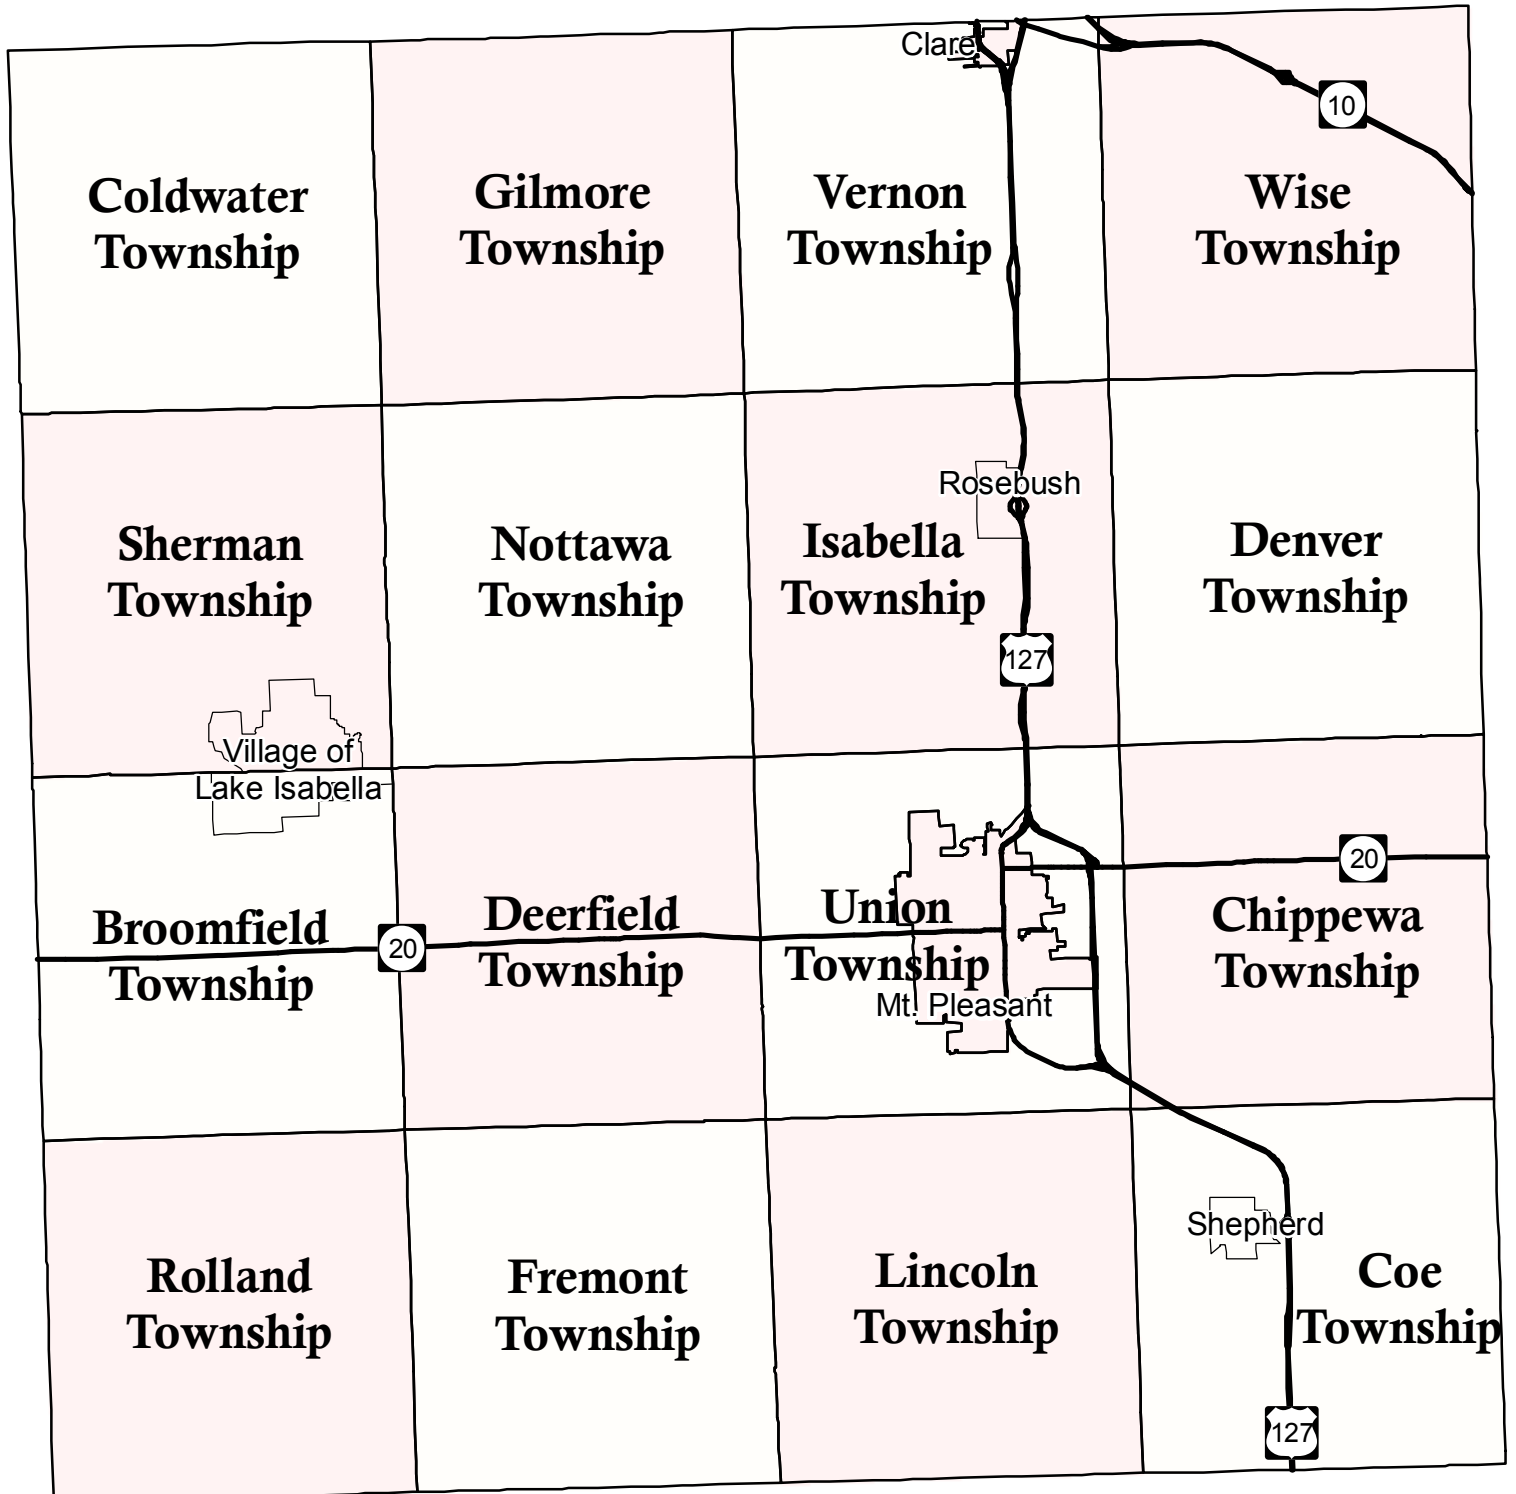 Clare
10
Coldwater
Township
Gilmore
Township
Vernon
Township
Wise
Township
Rosebush
Sherman
Township
Nottawa
Township
Isabella
Township
Denver
Township
127
Village of
Lake Isabella
20
Broomfield
Township
20
Deerfield
Township
Union
Township
Mt. Pleasant
Chippewa
Township
Shepherd
Rolland
Township
Fremont
Township
Lincoln
Township
Coe
Township
127